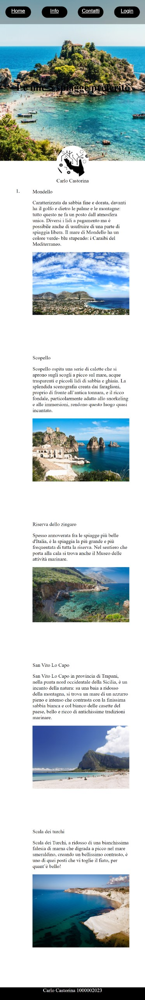 Home Info Contatti Login
Le mie 5 spiagge preferite
Carlo Castorina
1. Mondello
Caratterizzata da sabbia fine e dorata, davanti
ha il golfo e dietro le palme e le montagne:
tutto questo ne fa un posto dall atmosfera
unica. Diversi i lidi a pagamento ma è
possibile anche di usufruire di una parte di
spiaggia libera. Il mare di Mondello ha un
colore verde- blu stupendo: i Caraibi del
Mediterraneo.
Scopello
Scopello ospita una serie di calette che si
aprono sugli scogli a picco sul mare, acque
trasparenti e piccoli lidi di sabbia e ghiaia. La
splendida scenografia creata dai faraglioni,
proprio di fronte all’antica tonnara, e il ricco
fondale, particolarmente adatto allo snorkeling
e alle immersioni, rendono questo luogo quasi
incantato.
Riserva dello zingaro
Spesso annoverata fra le spiagge più belle
d'Italia, è la spiaggia la più grande e più
frequentata di tutta la riserva. Nel sentiero che
porta alla cala si trova anche il Museo delle
attività marinare.
San Vito Lo Capo
San Vito Lo Capo in provincia di Trapani,
nella punta nord occidentale della Sicilia, è un
incanto della natura: su una baia a ridosso
della montagna, si trova un mare di un azzurro
pieno e intenso che contrasta con la finissima
sabbia bianca e col bianco delle casette del
paese, bello e ricco di antichissime tradizioni
marinare.
Scala dei turchi
Scala dei Turchi, a ridosso di una bianchissima
falesia di marna che digrada a picco nel mare
smeraldino, creando un bellissimo contrasto, è
uno di quei posti che vi toglie il fiato, per
quant’è bello!
Carlo Castorina 1000002023